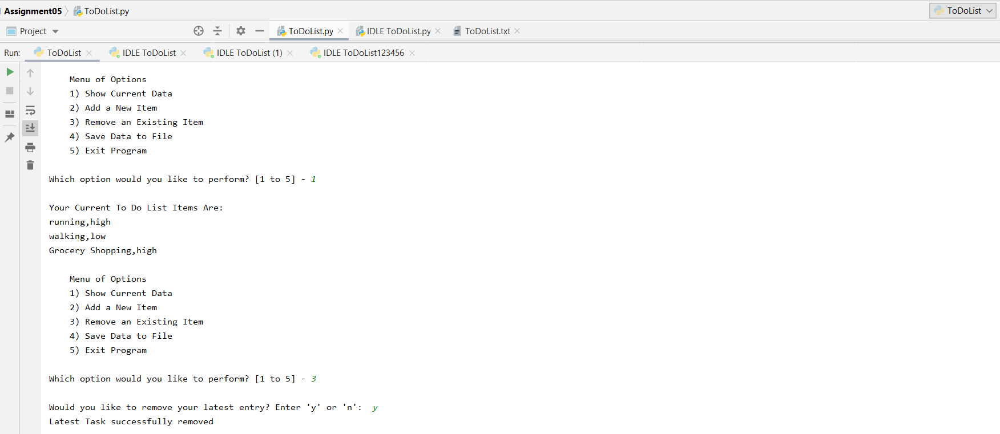 Assignment05 ToDoList.py ToDoList
Project ToDoList.py IDLE ToDoList.py ToDoList.txt
Run: ToDoList IDLE ToDoList IDLE ToDoList (1) IDLE ToDoList123456
Menu of Options
1) Show Current Data
2) Add a New Item
3) Remove an Existing Item
4) Save Data to File
5) Exit Program
Which option would you like to perform? [1 to 5] - 1
Your Current To Do List Items Are:
running,high
walking,low
Grocery Shopping,high
Menu of Options
1) Show Current Data
2) Add a New Item
3) Remove an Existing Item
4) Save Data to File
5) Exit Program
Which option would you like to perform? [1 to 5] - 3
Would you like to remove your latest entry? Enter 'y' or 'n':  y
Latest Task successfully removed